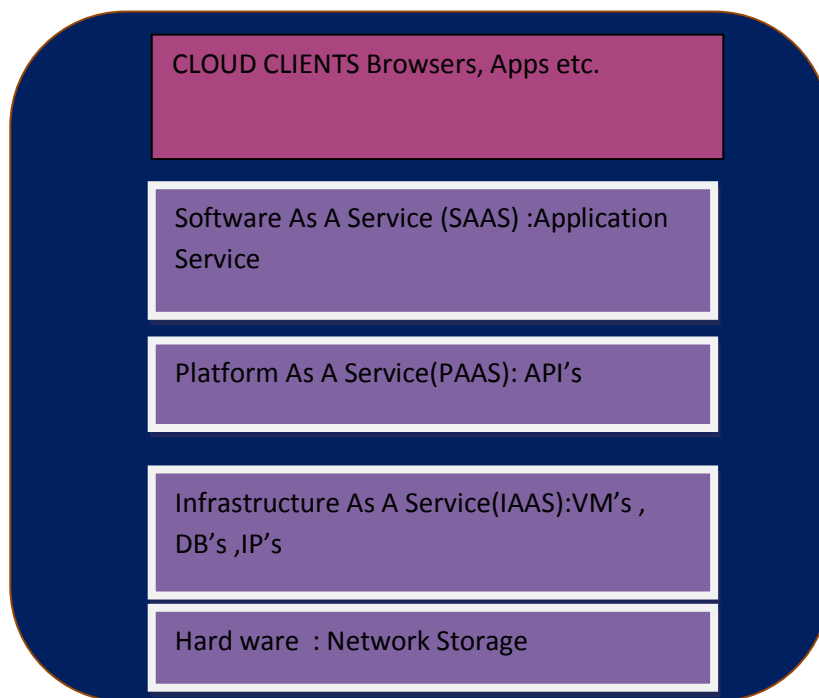 CLOUD CLIENTS Browsers, Apps etc.
Software As A Service (SAAS) :Application
Service
Platform As A Service(PAAS): API’s
Infrastructure As A Service(IAAS):VM’s ,
DB’s ,IP’s
Hard ware  : Network Storage